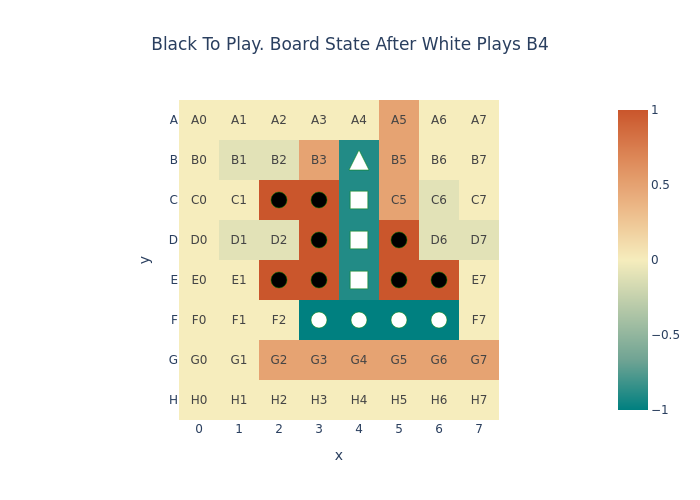 Black To Play. Board State After White Plays B4
A A0 A1 A2 A3 A4 A5 A6 A7
B B0 B1 B2 B3 B5 B6 B7
C C0 C1 C5 C6 C7
D D0 D1 D2 D6 D7
E E0 E1 E7
F F0 F1 F2 F7
G G0 G1 G2 G3 G4 G5 G6 G7
H H0 H1 H2 H3 H4 H5 H6 H7
0 1 2 3 4 5 6 7
x
y
1
0.5
0
−0.5
−1